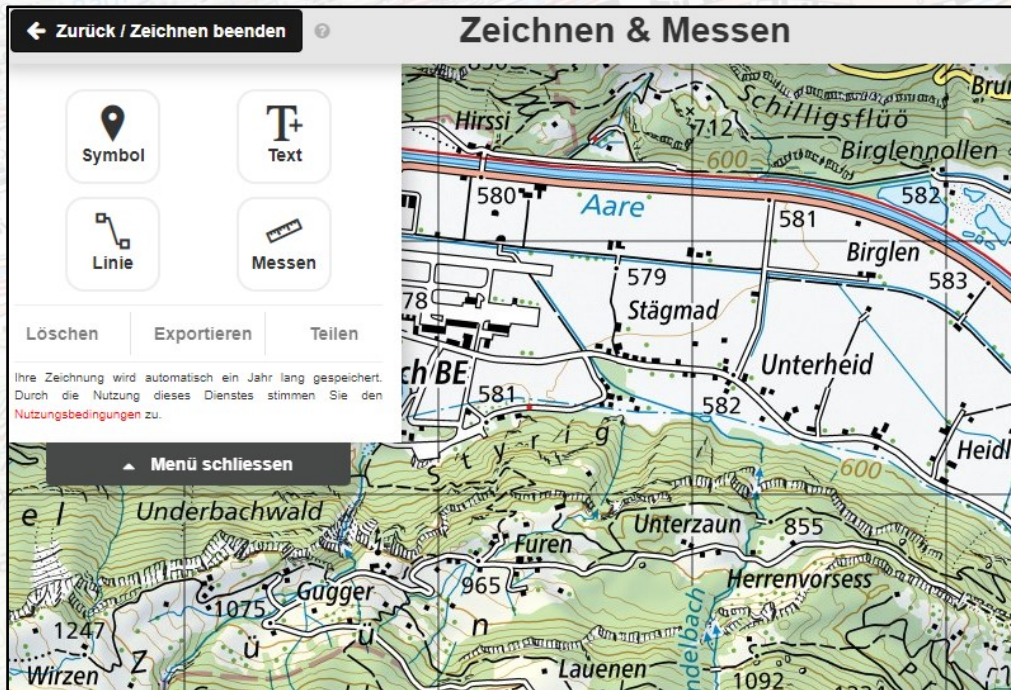 Zurück / Zeichnen beenden
Zeichnen & Messen
Symbol
Text
Linie
Messen
Löschen
Exportieren
Teilen
Ihre Zeichnung wird automatisch ein Jahr lang gespeichert.
Durch die Nutzung dieses Dienstes stimmen Sie den
Nutzungsbedingungen zu.
Menü schliessen
Schilligsflüö
Hirssi
712
600
Birglennollen
580
Aare
581
582
Birglen
579
583
78
Stägmad
ch BE
Unterheid
581
582
Styrig
600
Heidl
el
Underbachwald
Unterzaun
855
Furen
965
Herrenvorsess
Gugger
1075
1247
Z ü ü n
Wirzen
Lauenen
ndelbach
1092